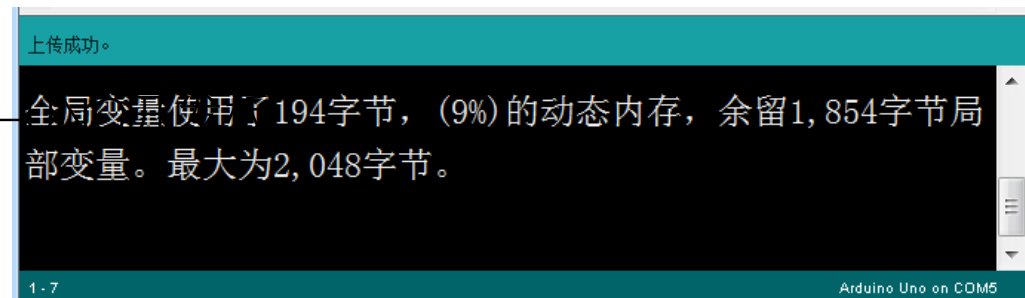 上传成功。
全局变量使用了194字节，(9%)的动态内存，余留1,854字节局
部变量。最大为2,048字节。
1 - 7
Arduino Uno on COM5